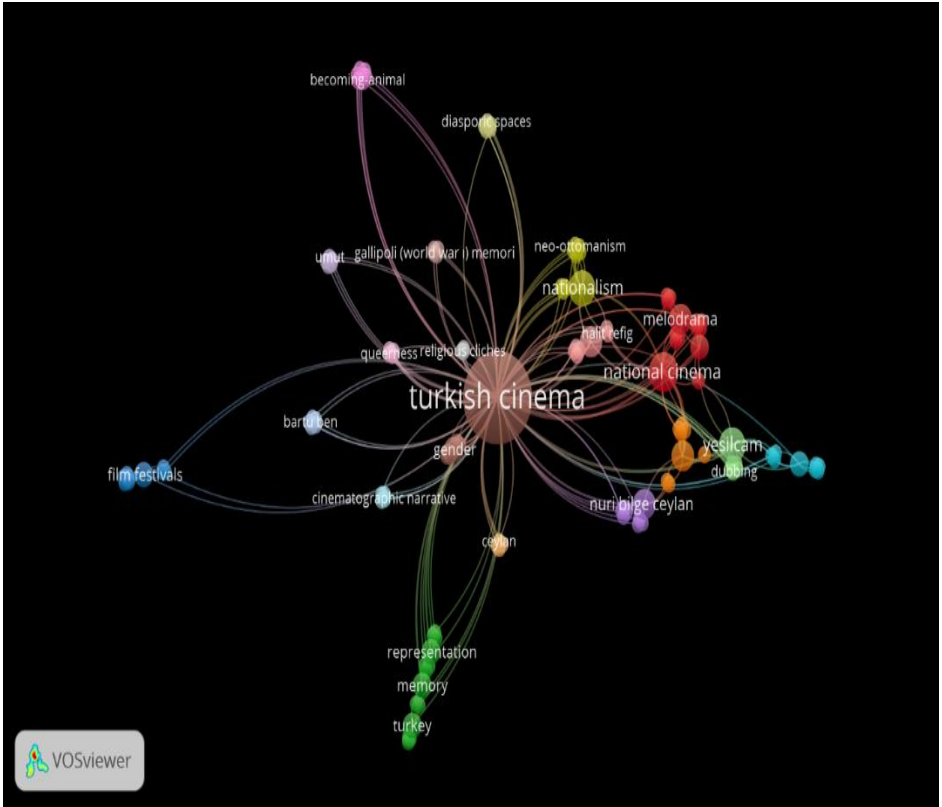 becoming-animal
diasporic spaces
neo-ottomanism
gallipoli (world war i) memori
umut
nationalism
melodrama
halit refig
queerness
religious cliches
national cinema
turkish cinema
bartu ben
gender
yesilcam
film festivals
dubbing
cinematographic narrative
nuri bilge ceylan
ceylan
representation
memory
turkey
VOSviewer